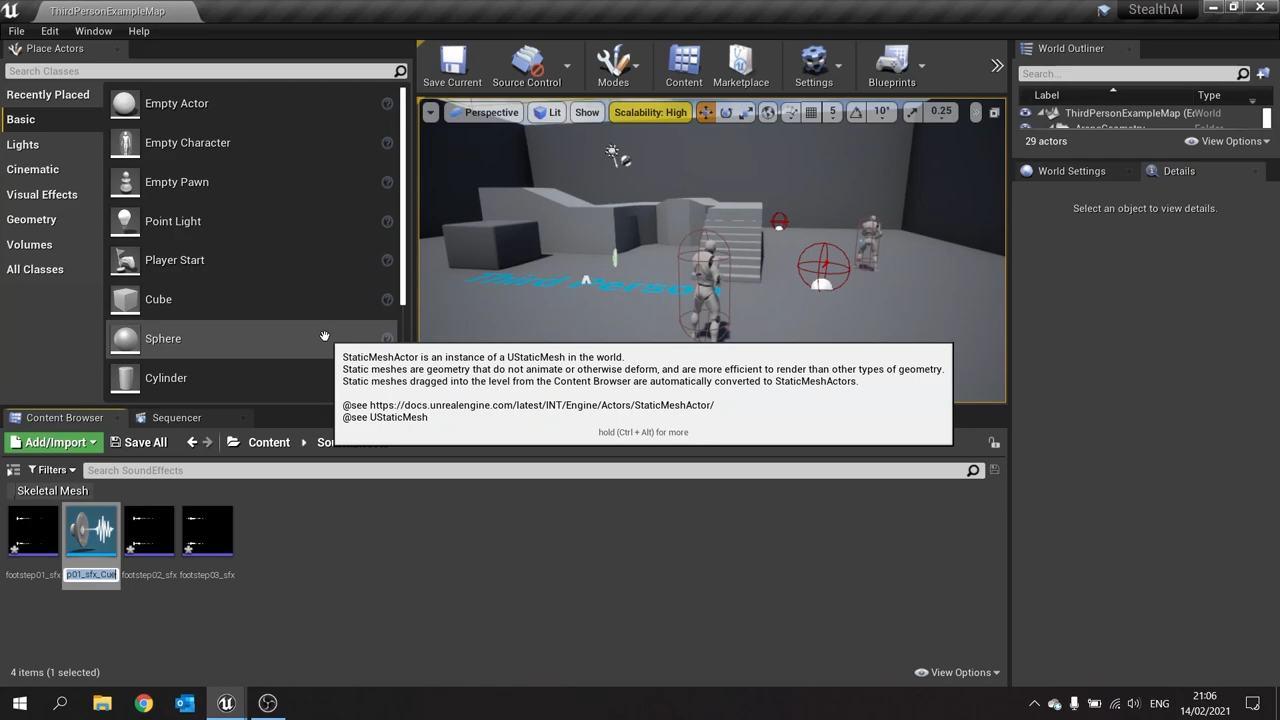 ThirdPersonExampleMap
StealthAI
File
Edit
Window
Help
Place Actors
Search Classes
Recently Placed
Basic
Lights
Cinematic
Visual Effects
Geometry
Volumes
All Classes
Empty Actor
Empty Character
Empty Pawn
Point Light
Player Start
Cube
Sphere
Cylinder
Save Current
Source Control
Modes
Content
Marketplace
Settings
Blueprints
Perspective
Lit
Show
Scalability: High
5
10°
0.25
Third Person
World Outliner
Search...
Label
Type
ThirdPersonExampleMap (Ed
World
ArenaGeometry
Folder
29 actors
View Options
World Settings
Details
Select an object to view details.
StaticMeshActor is an instance of a UStaticMesh in the world.
Static meshes are geometry that do not animate or otherwise deform, and are more efficient to render than other types of geometry.
Static meshes dragged into the level from the Content Browser are automatically converted to StaticMeshActors.
@see https://docs.unrealengine.com/latest/INT/Engine/Actors/StaticMeshActor/
@see UStaticMesh
hold (Ctrl + Alt) for more
Content Browser
Sequencer
Add/Import
Save All
Content
Sou
Filters
Search SoundEffects
Skeletal Mesh
footstep01_sfx
p01_sfx_Cue
footstep02_sfx
footstep03_sfx
4 items (1 selected)
View Options
ENG
21:06
14/02/2021